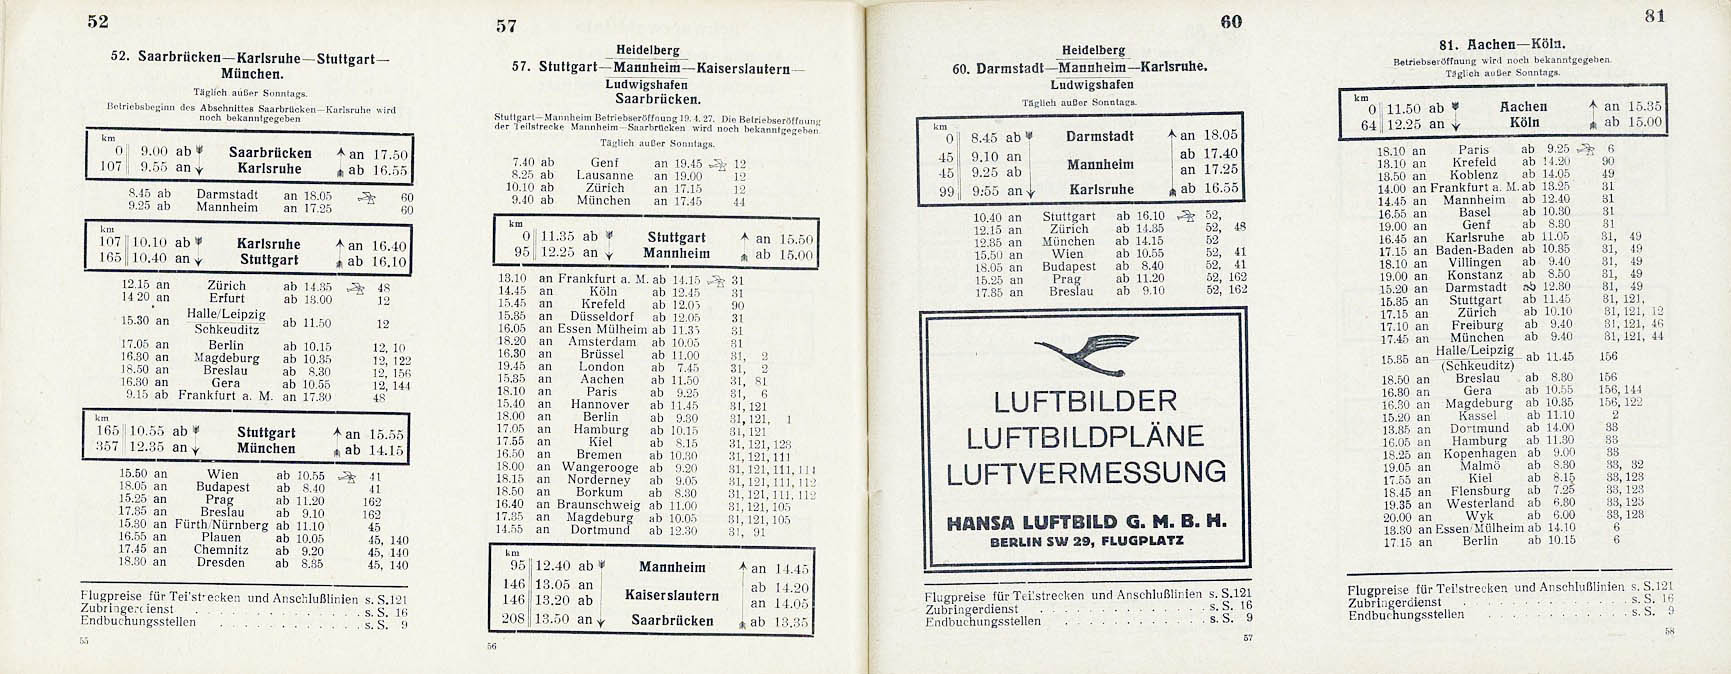 52
52. Saarbrücken—Karlsruhe—Stuttgart—
München.
Täglich außer Sonntags.
Betriebsbeginn des Abschnittes Saarbrücken—Karlsruhe wird
noch bekanntgegeben
km
0 9.00 ab Saarbrücken an 17.50
107 9.55 an Karlsruhe ab 16.55
8.45 ab Darmstadt an 18.05 60
9.25 ab Mannheim an 17.25 60
km
107 10.10 ab Karlsruhe an 16.40
165 10.40 an Stuttgart ab 16.10
12.15 an Zürich ab 14.35 48
14 20 an Erfurt ab 13.00 12
15.30 an Halle/Leipzig
Schkeuditz ab 11.50 12
17.05 an Berlin ab 10.15 12, 10
16.30 an Magdeburg ab 10.35 12, 122
18.50 an Breslau ab 8.30 12, 156
16.30 an Gera ab 10.55 12, 144
9.15 ab Frankfurt a. M. an 17.30 48
km
165 10.55 ab Stuttgart an 15.55
357 12.35 an München ab 14.15
15.50 an Wien ab 10.55 41
18.05 an Budapest ab 8.40 41
15.25 an Prag ab 11.20 162
17.35 an Breslau ab 9.10 162
15.30 an Fürth/Nürnberg ab 11.10 45
16.55 an Plauen ab 10.05 45, 140
17.45 an Chemnitz ab 9.20 45, 140
18.30 an Dresden ab 8.35 45, 140
Flugpreise für Teilstrecken und Anschlußlinien s. S.121
Zubringerdienst . . . . . . . . . . . . s. S. 16
Endbuchungsstellen . . . . . . . . . . s. S. 9
55
57
Heidelberg
57. Stuttgart—Mannheim—Kaiserslautern—
Ludwigshafen
Saarbrücken.
Stuttgart—Mannheim Betriebseröffnung 19. 4. 27. Die Betriebseröffnung
der Teilstrecke Mannheim—Saarbrücken wird noch bekanntgegeben.
Täglich außer Sonntags.
7.40 ab Genf an 19.45 12
8.25 ab Lausanne an 19.00 12
10.10 ab Zürich an 17.15 12
9.40 ab München an 17.45 44
km
0 11.35 ab Stuttgart an 15.50
95 12.25 an Mannheim ab 15.00
13.10 an Frankfurt a. M. ab 14.15 31
14.45 an Köln ab 12.45 31
15.45 an Krefeld ab 12.05 90
15.35 an Düsseldorf ab 12.05 31
16.05 an Essen Mülheim ab 11.35 31
18.20 an Amsterdam ab 10.05 31
16.30 an Brüssel ab 11.00 31, 2
19.45 an London ab 7.45 31, 2
15.35 an Aachen ab 11.50 31, 81
18.10 an Paris ab 9.25 31, 6
15.40 an Hannover ab 11.45 31, 121
18.00 an Berlin ab 9.30 31, 121, 1
17.05 an Hamburg ab 10.15 31, 121
17.55 an Kiel ab 8.15 31, 121, 123
16.50 an Bremen ab 10.30 31, 121, 111
18.00 an Wangerooge ab 9.20 31, 121, 111, 111
18.15 an Norderney ab 9.05 31, 121, 111, 112
18.50 an Borkum ab 8.30 31, 121, 111, 112
16.40 an Braunschweig ab 11.00 31, 121, 105
17.35 an Magdeburg ab 10.05 31, 121, 105
14.55 an Dortmund ab 12.30 31, 91
km
95 12.40 ab Mannheim an 14.45
146 13.05 an Kaiserslautern ab 14.20
146 13.20 ab an 14.05
208 13.50 an Saarbrücken ab 13.35
56
60
Heidelberg
60. Darmstadt—Mannheim—Karlsruhe.
Ludwigshafen
Täglich außer Sonntags.
km
0 8.45 ab Darmstadt an 18.05
45 9.10 an Mannheim ab 17.40
45 9.25 ab an 17.25
99 9:55 an Karlsruhe ab 16.55
10.40 an Stuttgart ab 16.10 52,
12.15 an Zürich ab 14.35 52, 48
12.35 an München ab 14.15 52
15.50 an Wien ab 10.55 52, 41
18.05 an Budapest ab 8.40 52, 41
15.25 an Prag ab 11.20 52, 162
17.35 an Breslau ab 9.10 52, 162
LUFTBILDER
LUFTBILDPLÄNE
LUFTVERMESSUNG
HANSA LUFTBILD G. M. B. H.
BERLIN SW 29, FLUGPLATZ
Flugpreise für Teilstrecken und Anschlußlinien s. S.121
Zubringerdienst . . . . . . . . . . . . s. S. 16
Endbuchungsstellen . . . . . . . . . . s. S. 9
57
81
81. Aachen—Köln.
Betriebseröffnung wird noch bekanntgegeben.
Täglich außer Sonntags.
km
0 11.50 ab Aachen an 15.35
64 12.25 an Köln ab 15.00
18.10 an Paris ab 9.25 6
13.10 an Krefeld ab 14.20 90
13.50 an Koblenz ab 14.05 49
14.00 an Frankfurt a. M. ab 13.25 31
14.45 an Mannheim ab 12.40 31
16.55 an Basel ab 10.30 31
19.00 an Genf ab 8.30 31
16.45 an Karlsruhe ab 11.05 31, 49
17.15 an Baden-Baden ab 10.35 31, 49
18.10 an Villingen ab 9.40 31, 49
19.00 an Konstanz ab 8.50 31, 49
15.20 an Darmstadt ab 12.30 31, 49
15.35 an Stuttgart ab 11.45 31, 121,
17.15 an Zürich ab 10.10 31, 121, 12
17.10 an Freiburg ab 9.40 31, 121, 46
17.45 an München ab 9.40 31, 121, 44
15.35 an Halle/Leipzig ab 11.45 156
(Schkeuditz)
18.50 an Breslau ab 8.30 156
16.30 an Gera ab 10.55 156, 144
16.30 an Magdeburg ab 10.35 156, 122
15.20 an Kassel ab 11.10 2
13.35 an Dortmund ab 14.00 33
16.05 an Hamburg ab 11.30 33
18.25 an Kopenhagen ab 9.00 33
19.05 an Malmö ab 8.30 33, 32
17.55 an Kiel ab 8.15 33, 123
18.45 an Flensburg ab 7.25 33, 123
19.35 an Westerland ab 6.30 33, 123
20.00 an Wyk ab 6.00 33, 123
13.30 an Essen/Mülheim ab 14.10 6
17.15 an Berlin ab 10.15 6
Flugpreise für Teilstrecken und Anschlußlinien s. S.121
Zubringerdienst . . . . . . . . . . . . s. S. 16
Endbuchungsstellen . . . . . . . . . . s. S. 9
58